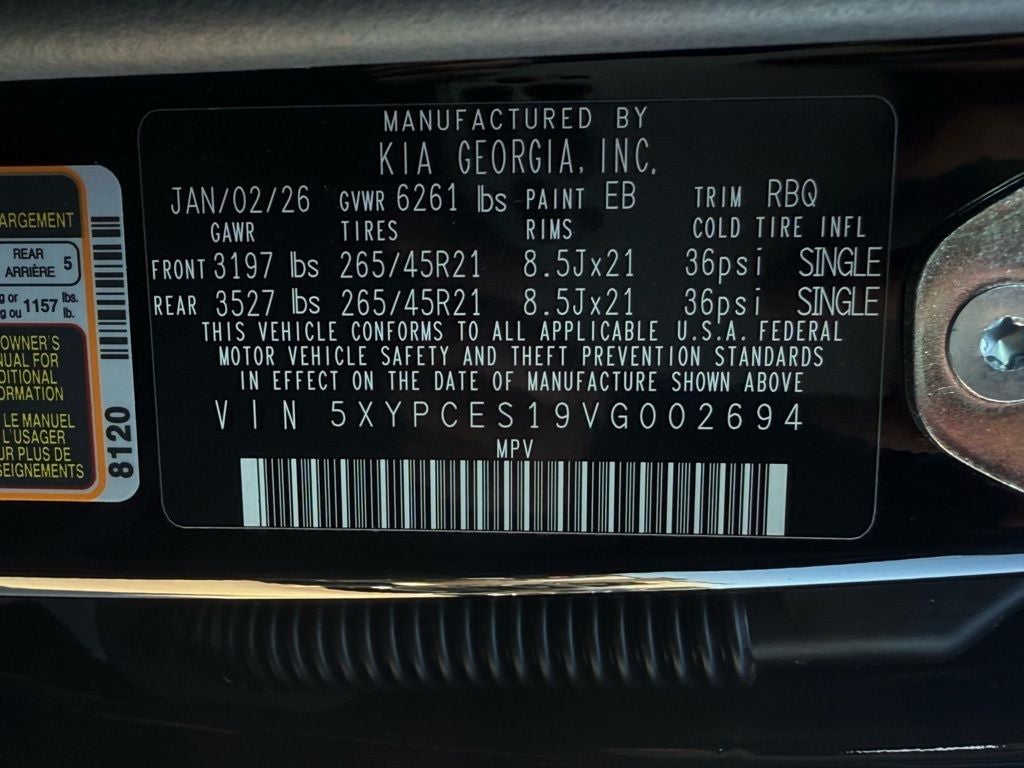 MANUFACTURED BY
KIA GEORGIA, INC.
JAN/02/26 GVWR 6261 lbs PAINT EB TRIM RBQ
GAWR TIRES RIMS COLD TIRE INFL
FRONT 3197 lbs 265/45R21 8.5Jx21 36psi SINGLE
REAR 3527 lbs 265/45R21 8.5Jx21 36psi SINGLE
THIS VEHICLE CONFORMS TO ALL APPLICABLE U.S.A. FEDERAL
MOTOR VEHICLE SAFETY AND THEFT PREVENTION STANDARDS
IN EFFECT ON THE DATE OF MANUFACTURE SHOWN ABOVE
VIN 5XYPCES19VG002694
MPV
ARGEMENT
REAR
ARRIÈRE 5
g or 1157 lbs.
g ou lb.
OWNER'S
NUAL FOR
DITIONAL
ORMATION
LE MANUEL
L'USAGER
UR PLUS DE
SEIGNEMENTS
8120